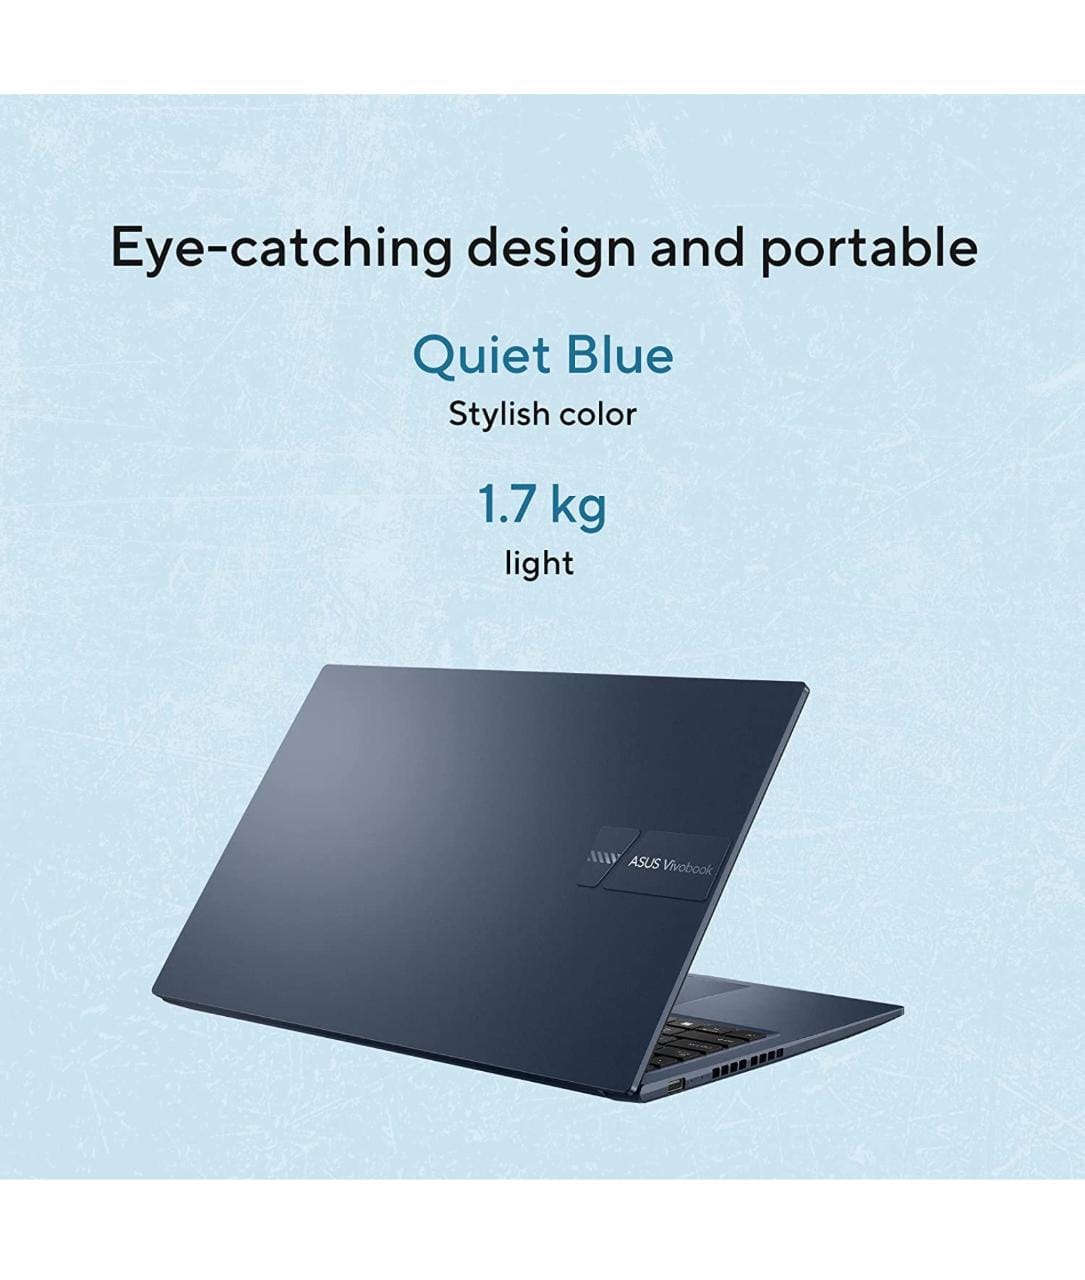 Eye-catching design and portable
Quiet Blue
Stylish color
1.7 kg
light
ASUS Vivobook